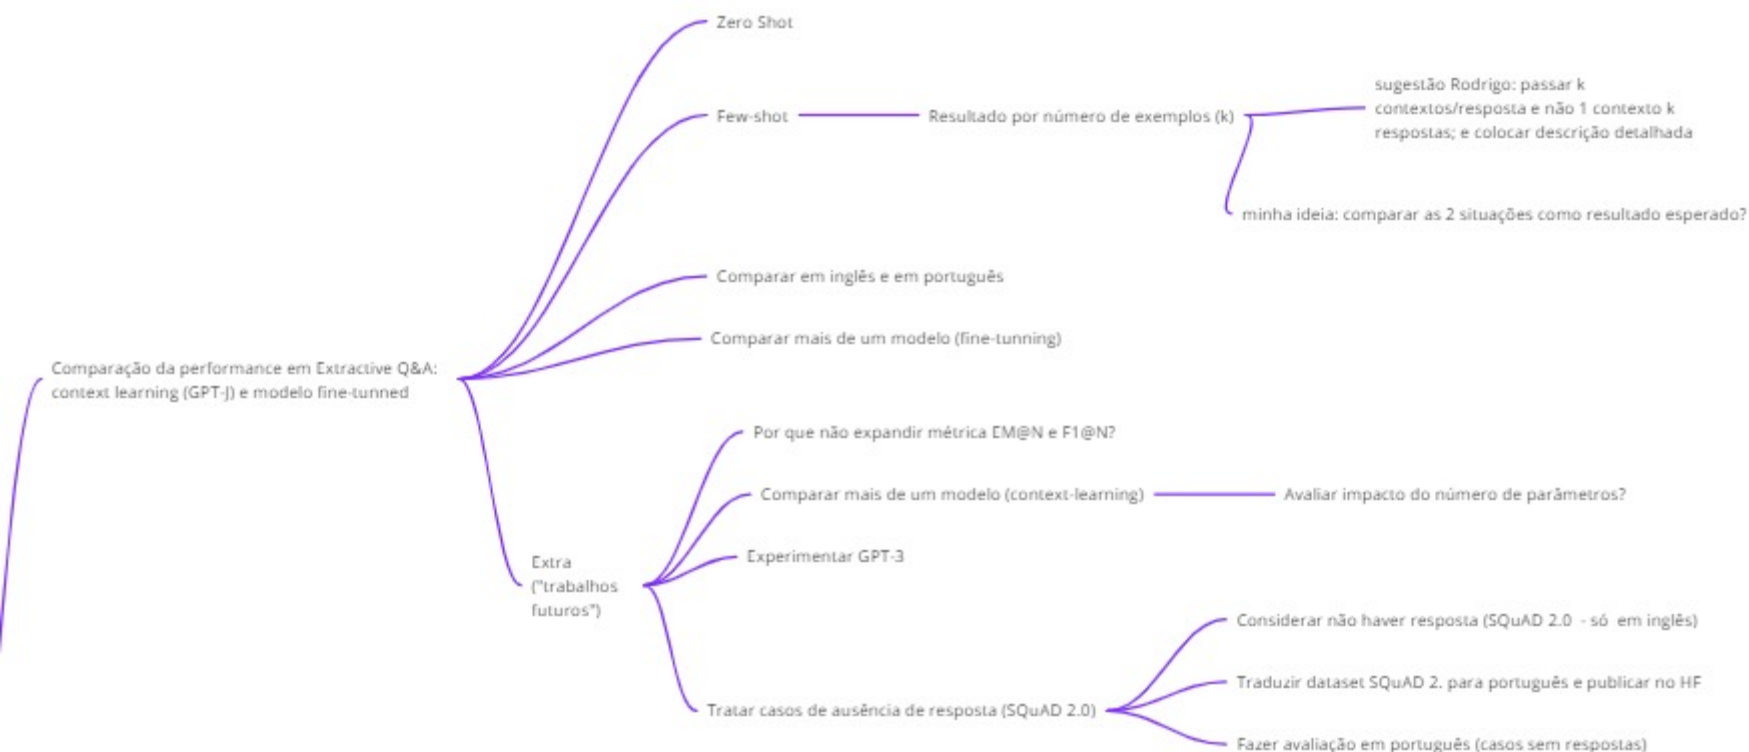 Zero Shot
Few-shot
Resultado por número de exemplos (k)
sugestão Rodrigo: passar k
contextos/resposta e não 1 contexto k
respostas; e colocar descrição detalhada
minha ideia: comparar as 2 situações como resultado esperado?
Comparar em inglês e em português
Comparar mais de um modelo (fine-tunning)
Comparação da performance em Extractive Q&A:
context learning (GPT-J) e modelo fine-tunned
Por que não expandir métrica EM@N e F1@N?
Comparar mais de um modelo (context-learning)
Avaliar impacto do número de parâmetros?
Experimentar GPT-3
Extra
("trabalhos
futuros")
Considerar não haver resposta (SQuAD 2.0 - só em inglês)
Traduzir dataset SQuAD 2. para português e publicar no HF
Tratar casos de ausência de resposta (SQuAD 2.0)
Fazer avaliação em português (casos sem respostas)